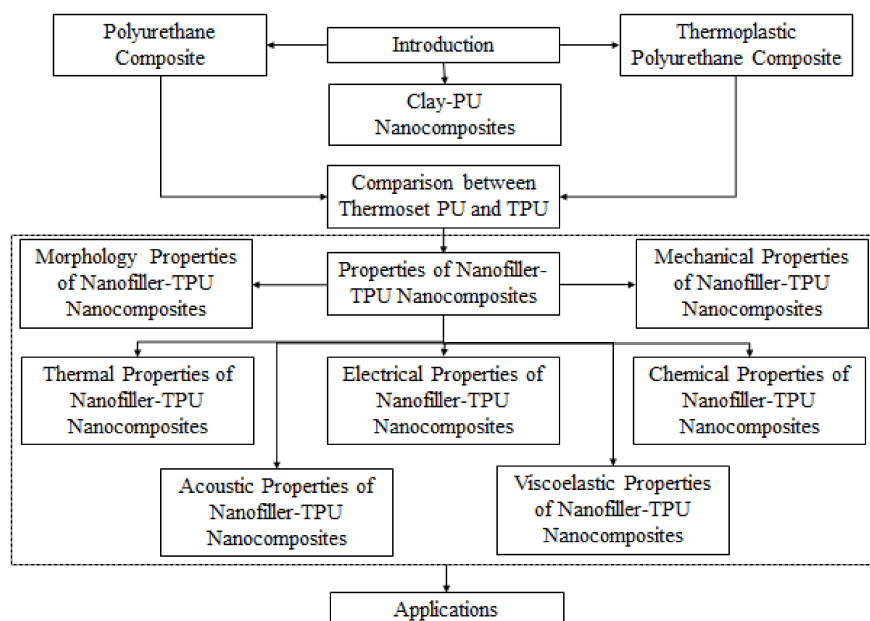 Polyurethane
Composite
Introduction
Thermoplastic
Polyurethane Composite
Clay-PU
Nanocomposites
Comparison between
Thermoset PU and TPU
Morphology Properties
of Nanofiller-TPU
Nanocomposites
Properties of Nanofiller-
TPU Nanocomposites
Mechanical Properties
of Nanofiller-TPU
Nanocomposites
Thermal Properties of
Nanofiller-TPU
Nanocomposites
Electrical Properties of
Nanofiller-TPU
Nanocomposites
Chemical Properties of
Nanofiller-TPU
Nanocomposites
Acoustic Properties of
Nanofiller-TPU
Nanocomposites
Viscoelastic Properties
of Nanofiller-TPU
Nanocomposites
Applications